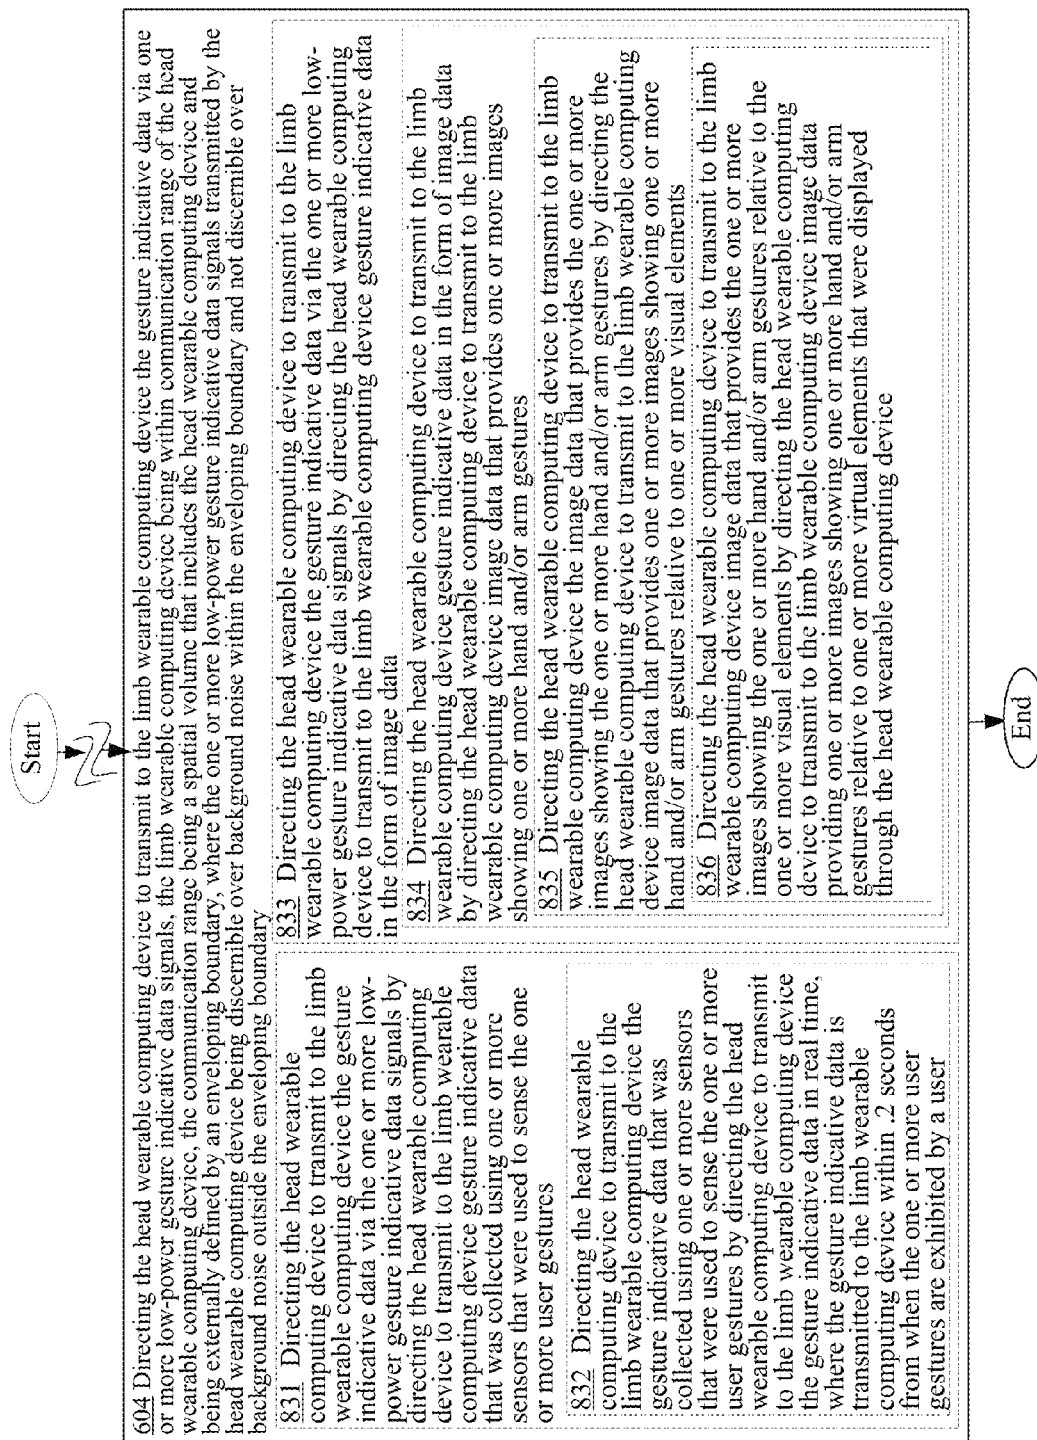 Start
604 Directing the head wearable computing device to transmit to the limb wearable computing device the gesture indicative data via one
or more low-power gesture indicative data signals, the limb wearable computing device being within communication range of the head
wearable computing device, the communication range being a spatial volume that includes the head wearable computing device and
being externally defined by an enveloping boundary, where the one or more low-power gesture indicative data signals transmitted by the
head wearable computing device being discernible over background noise within the enveloping boundary and not discernible over
background noise outside the enveloping boundary
831 Directing the head wearable
computing device to transmit to the limb
wearable computing device the gesture
indicative data via the one or more low-
power gesture indicative data signals by
directing the head wearable computing
device to transmit to the limb wearable
computing device gesture indicative data
that was collected using one or more
sensors that were used to sense the one
or more user gestures
832 Directing the head wearable
computing device to transmit to the
limb wearable computing device the
gesture indicative data that was
collected using one or more sensors
that were used to sense the one or more
user gestures by directing the head
wearable computing device to transmit
to the limb wearable computing device
the gesture indicative data in real time,
where the gesture indicative data is
transmitted to the limb wearable
computing device within .2 seconds
from when the one or more user
gestures are exhibited by a user
833 Directing the head wearable computing device to transmit to the limb
wearable computing device the gesture indicative data via the one or more low-
power gesture indicative data signals by directing the head wearable computing
device to transmit to the limb wearable computing device gesture indicative data
in the form of image data
834 Directing the head wearable computing device to transmit to the limb
wearable computing device gesture indicative data in the form of image data
by directing the head wearable computing device to transmit to the limb
wearable computing device image data that provides one or more images
showing one or more hand and/or arm gestures
835 Directing the head wearable computing device to transmit to the limb
wearable computing device the image data that provides the one or more
images showing the one or more hand and/or arm gestures by directing the
head wearable computing device to transmit to the limb wearable computing
device image data that provides one or more images showing one or more
hand and/or arm gestures relative to one or more visual elements
836 Directing the head wearable computing device to transmit to the limb
wearable computing device image data that provides the one or more
images showing the one or more hand and/or arm gestures relative to the
one or more visual elements by directing the head wearable computing
device to transmit to the limb wearable computing device image data
providing one or more images showing one or more hand and/or arm
gestures relative to one or more virtual elements that were displayed
through the head wearable computing device
End